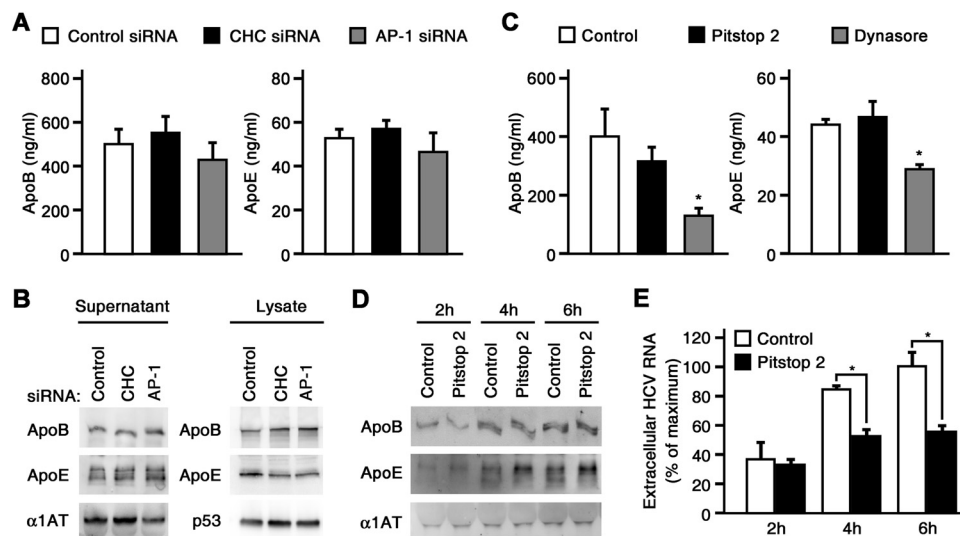 A
Control siRNA CHC siRNA AP-1 siRNA
ApoB (ng/ml)
800
600
400
200
0
ApoE (ng/ml)
80
60
40
20
0
C
Control Pitstop 2 Dynasore
ApoB (ng/ml)
600
400
200
0
*
ApoE (ng/ml)
60
40
20
0
*
B
Supernatant Lysate
siRNA: Control CHC AP-1 Control CHC AP-1
ApoB ApoB
ApoE ApoE
α1AT p53
D
2h 4h 6h
Control Pitstop 2 Control Pitstop 2 Control Pitstop 2
ApoB
ApoE
α1AT
E
Control
Pitstop 2
Extracellular HCV RNA
(% of maximum)
120
100
80
60
40
20
0
* *
2h 4h 6h